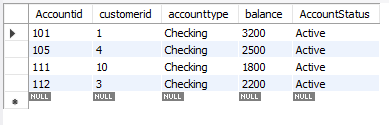 Accountid customerid accounttype balance AccountStatus
101 1 Checking 3200 Active
105 4 Checking 2500 Active
111 10 Checking 1800 Active
112 3 Checking 2200 Active
NULL NULL NULL NULL NULL